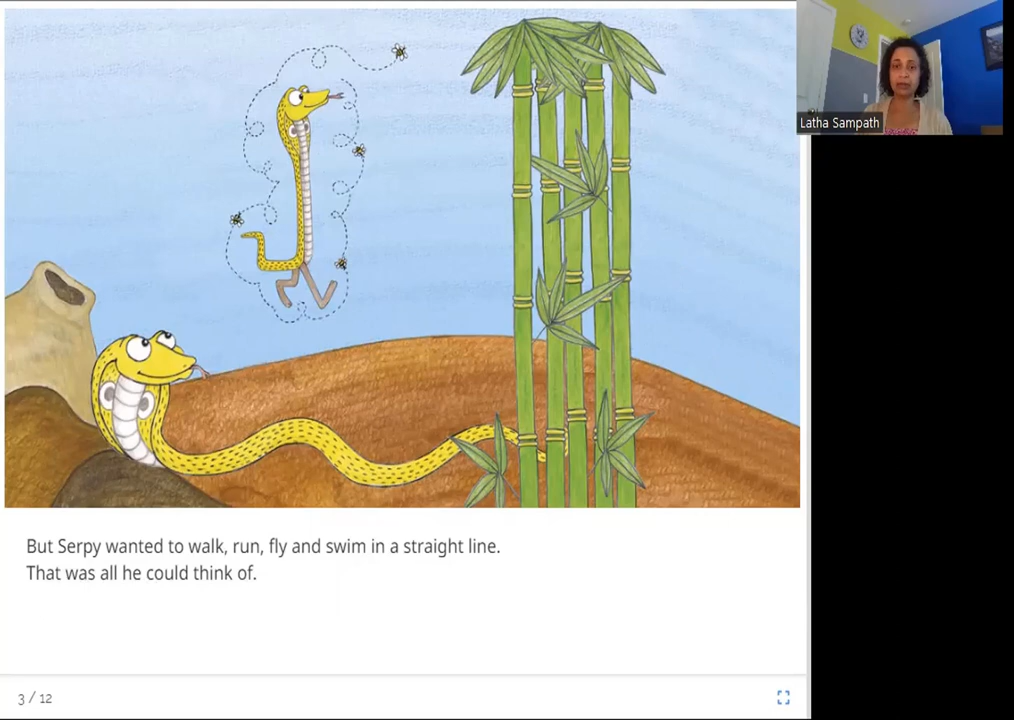 Latha Sampath
But Serpy wanted to walk, run, fly and swim in a straight line.
That was all he could think of.
3 / 12